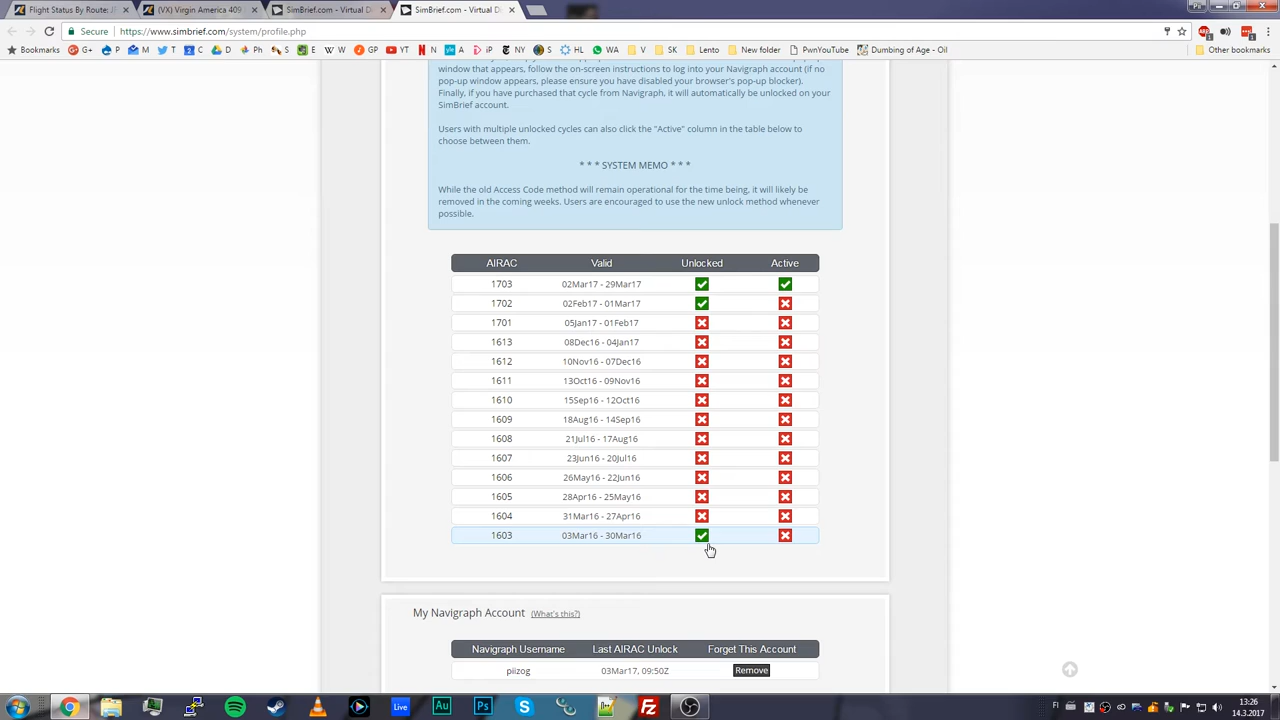 Flight Status By Route: J
(VX) Virgin America 409
SimBrief.com - Virtual D
SimBrief.com - Virtual D
Secure
https://www.simbrief.com/system/profile.php
Bookmarks G+ P M T D Ph S E W GP YT N A iP NY HL WA V SK Lento New folder PwnYouTube Dumbing of Age - Oil Other bookmarks
window that appears, follow the on-screen instructions to log into your Navigraph account (if no
pop-up window appears, please ensure you have disabled your browser's pop-up blocker).
Finally, if you have purchased that cycle from Navigraph, it will automatically be unlocked on your
SimBrief account.
Users with multiple unlocked cycles can also click the "Active" column in the table below to
choose between them.
* * * SYSTEM MEMO * * *
While the old Access Code method will remain operational for the time being, it will likely be
removed in the coming weeks. Users are encouraged to use the new unlock method whenever
possible.
AIRAC Valid Unlocked Active
1703 02Mar17 - 29Mar17
1702 02Feb17 - 01Mar17
1701 05Jan17 - 01Feb17
1613 08Dec16 - 04Jan17
1612 10Nov16 - 07Dec16
1611 13Oct16 - 09Nov16
1610 15Sep16 - 12Oct16
1609 18Aug16 - 14Sep16
1608 21Jul16 - 17Aug16
1607 23Jun16 - 20Jul16
1606 26May16 - 22Jun16
1605 28Apr16 - 25May16
1604 31Mar16 - 27Apr16
1603 03Mar16 - 30Mar16
My Navigraph Account (What's this?)
Navigraph Username Last AIRAC Unlock Forget This Account
piizog 03Mar17, 09:50Z Remove
Live Au Ps
FI
13:26
14.3.2017